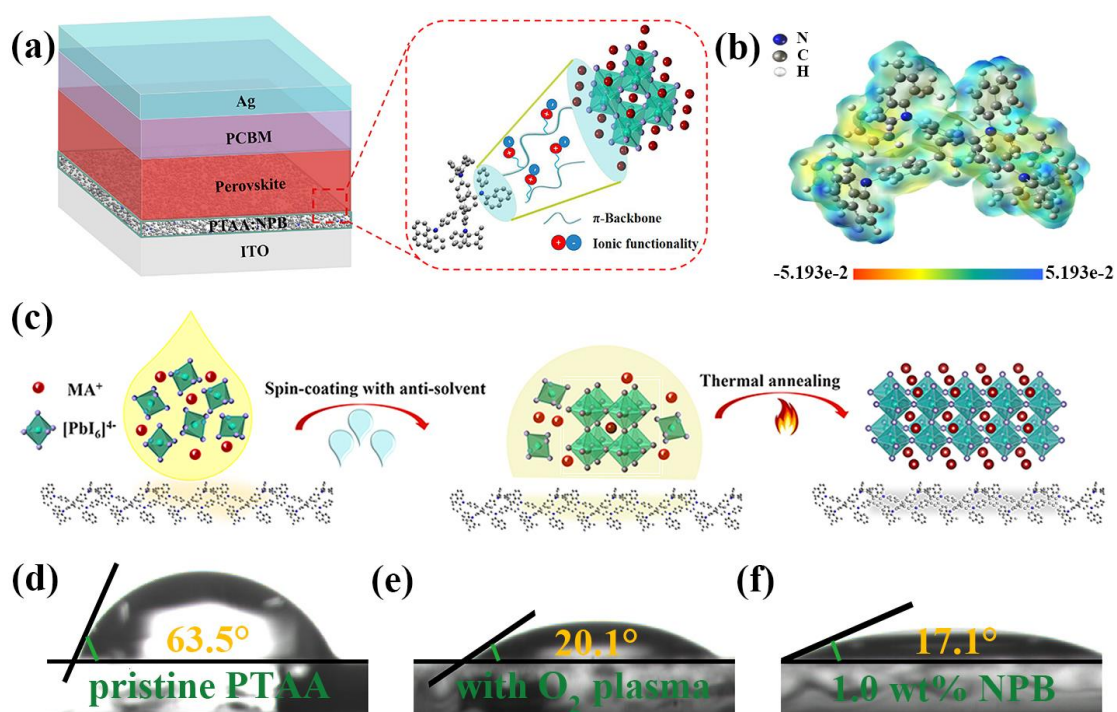 (a)
Ag
PCBM
Perovskite
PTAA:NPB
ITO
+ -
+ -
+ -
+ -
π-Backbone
+ - Ionic functionality
(b)
N
C
H
-5.193e-2 5.193e-2
(c)
MA⁺
[PbI₆]⁴⁻
Spin-coating with anti-solvent
Thermal annealing
(d)
63.5°
pristine PTAA
(e)
20.1°
with O₂ plasma
(f)
17.1°
1.0 wt% NPB